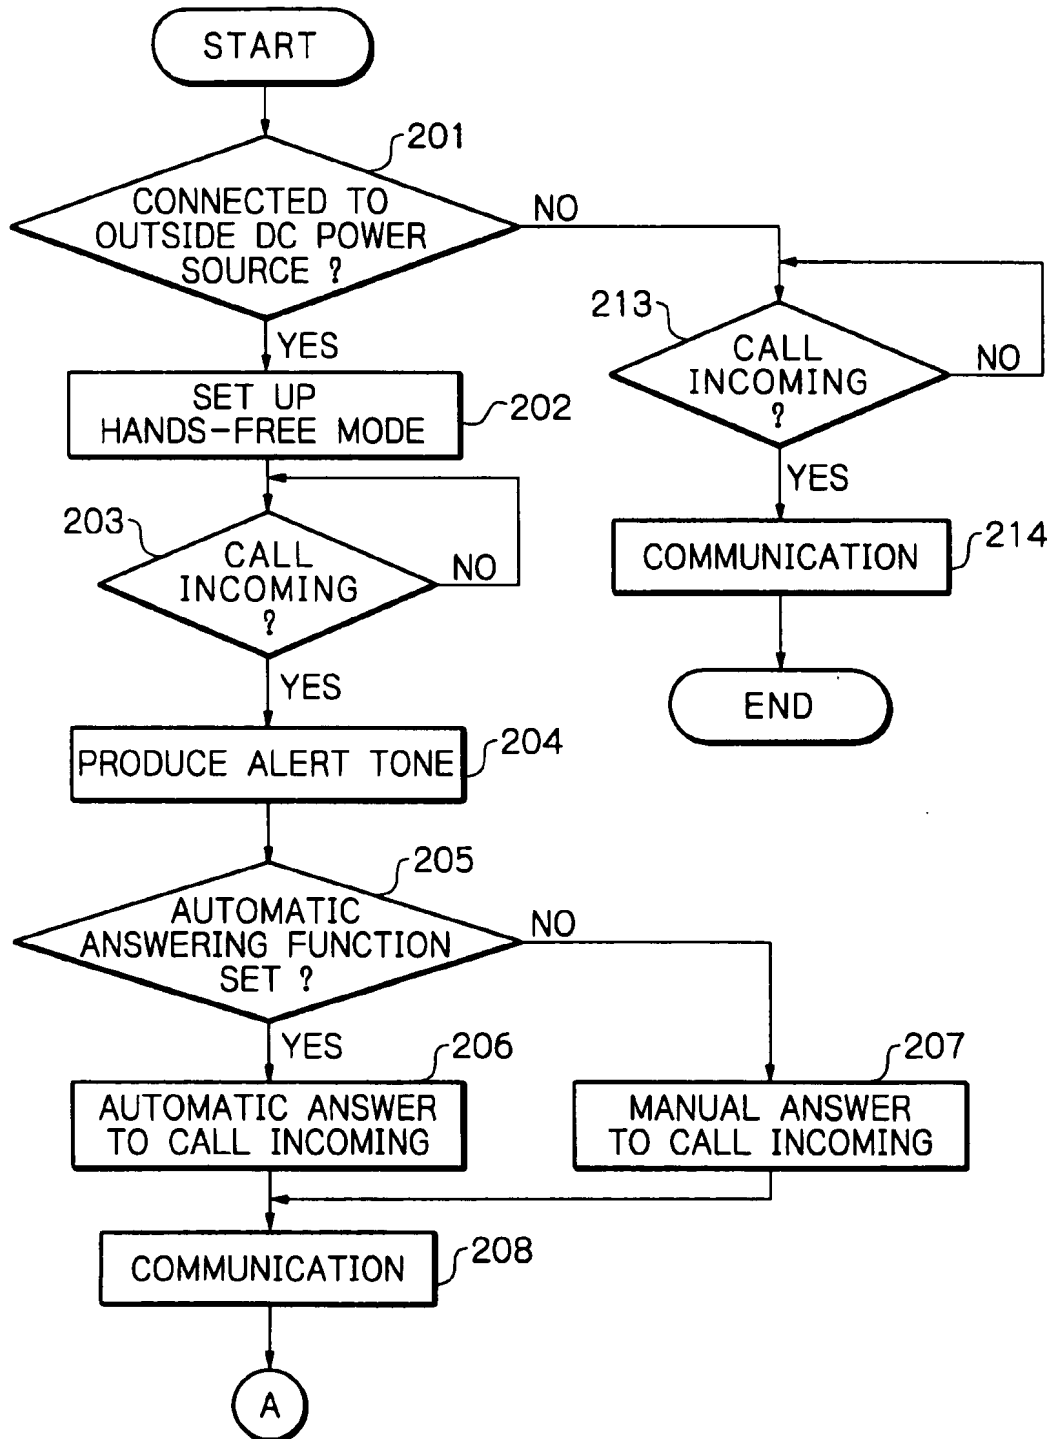 START
201
CONNECTED TO
OUTSIDE DC POWER
SOURCE ?
NO
YES
213
CALL
INCOMING
?
NO
SET UP
HANDS-FREE MODE
202
YES
203
CALL
INCOMING
?
NO
COMMUNICATION
214
YES
END
PRODUCE ALERT TONE
204
205
AUTOMATIC
ANSWERING FUNCTION
SET ?
NO
YES
206
207
AUTOMATIC ANSWER
TO CALL INCOMING
MANUAL ANSWER
TO CALL INCOMING
COMMUNICATION
208
A